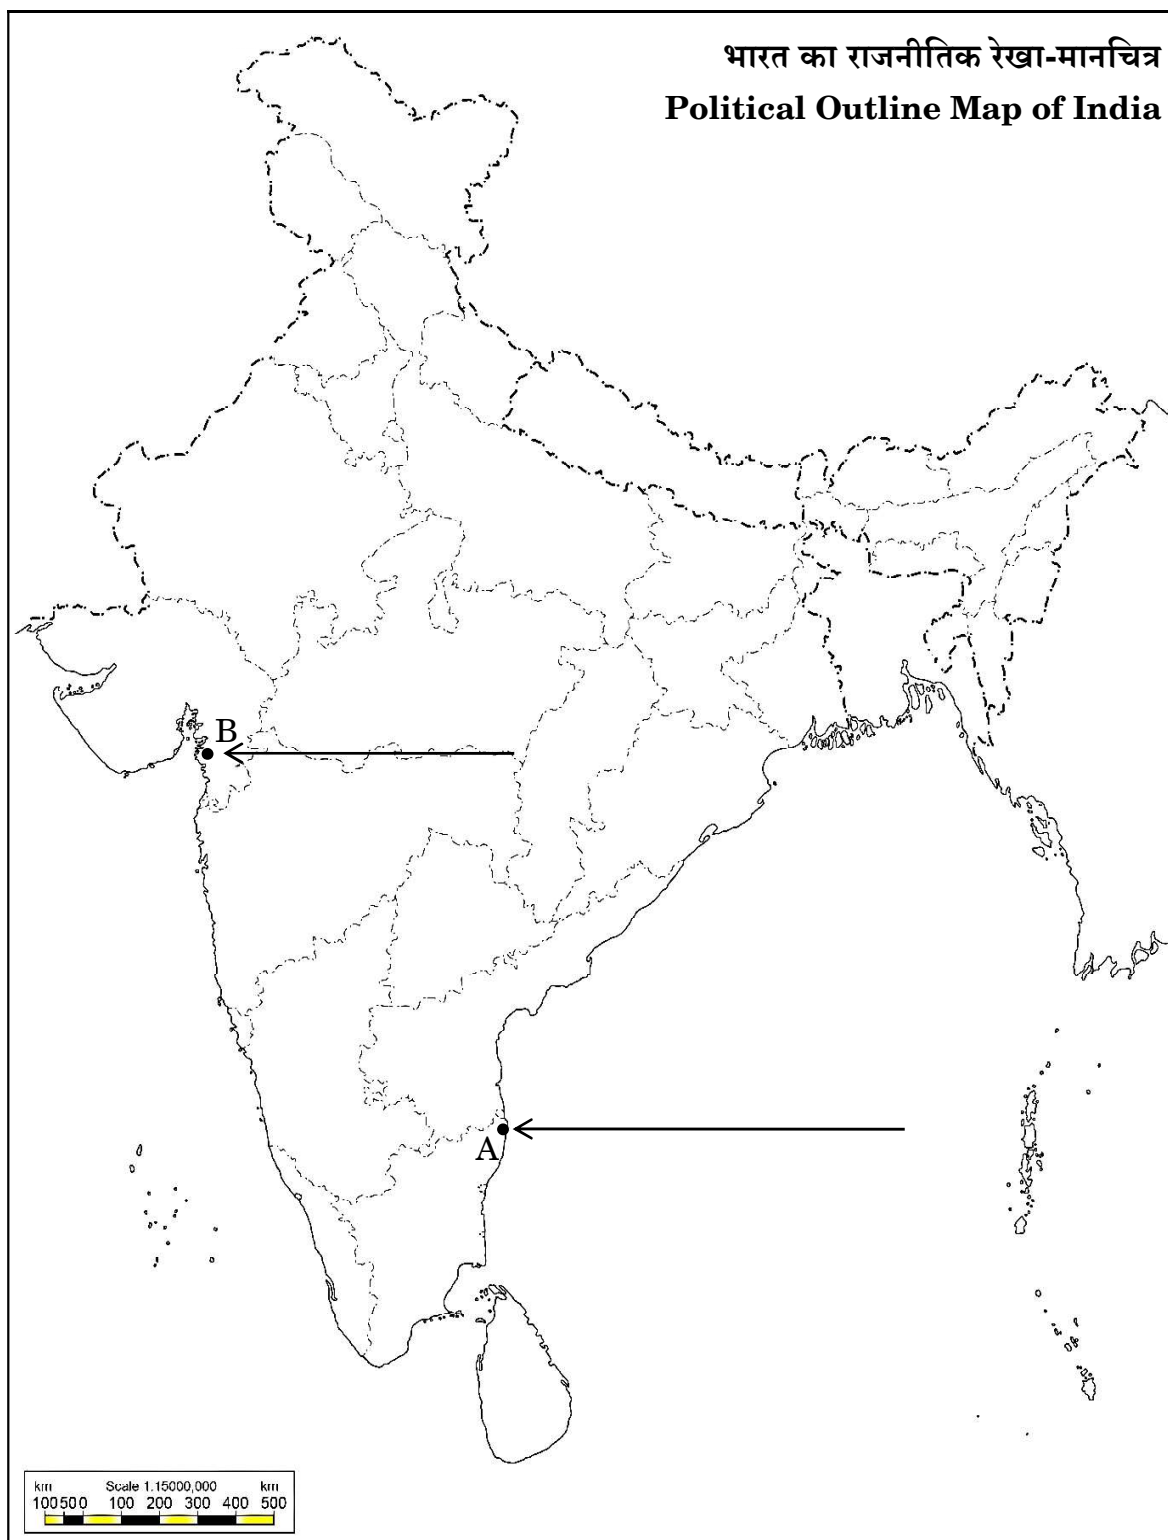 भारत का राजनीतिक रेखा-मानचित्र
Political Outline Map of India
B
A
km Scale 1:15000,000 km
100 50 0 100 200 300 400 500